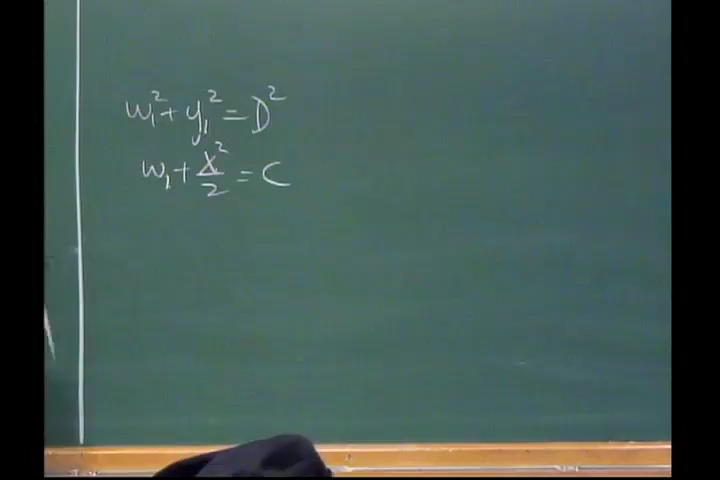 w₁² + y₁² = D²
w₁ + X²/2 = C